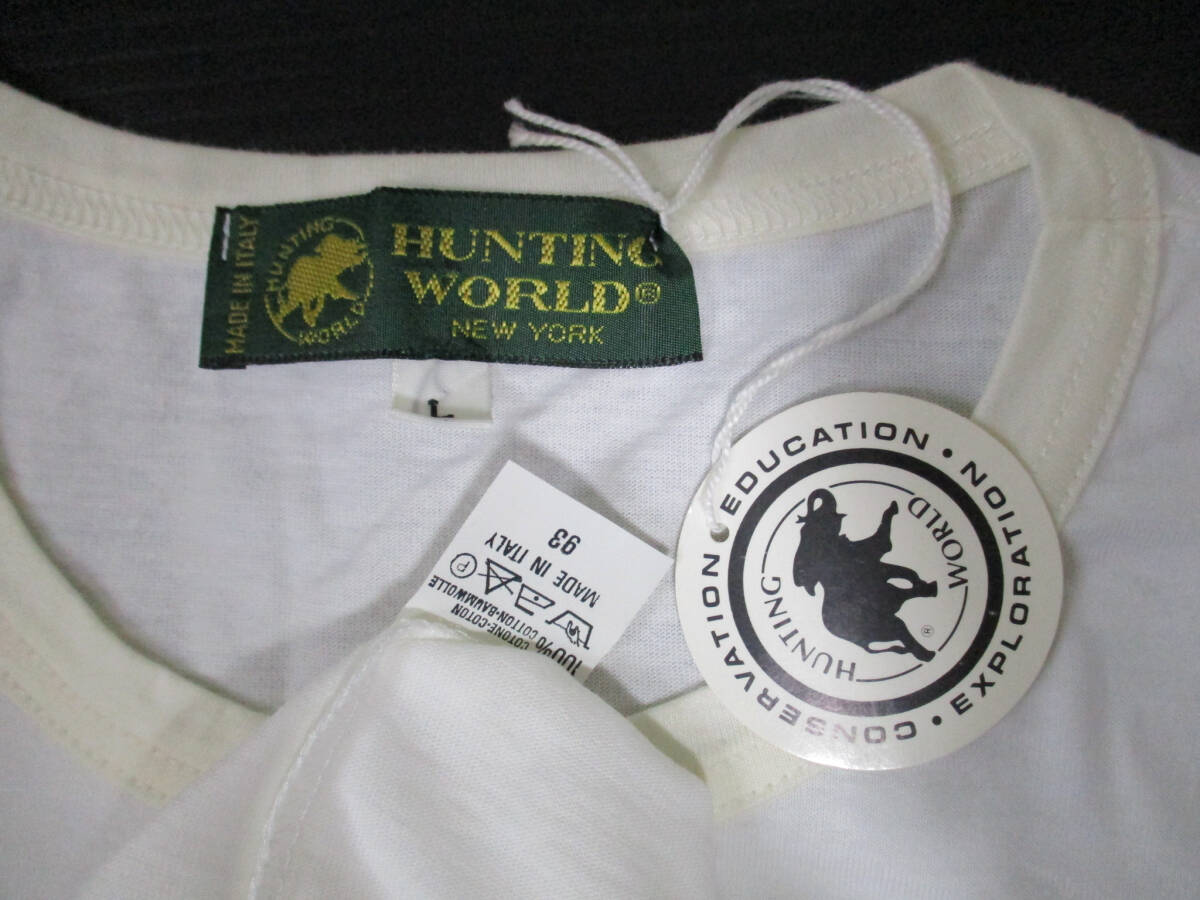 MADE IN ITALY
HUNTING
WORLD
HUNTING
WORLD®
NEW YORK
L
100% COTTON-BAUMWOLLE
COTONE-COTON
P
MADE IN ITALY
93
CONSERVATION • EDUCATION • EXPLORATION •
HUNTING
WORLD
®